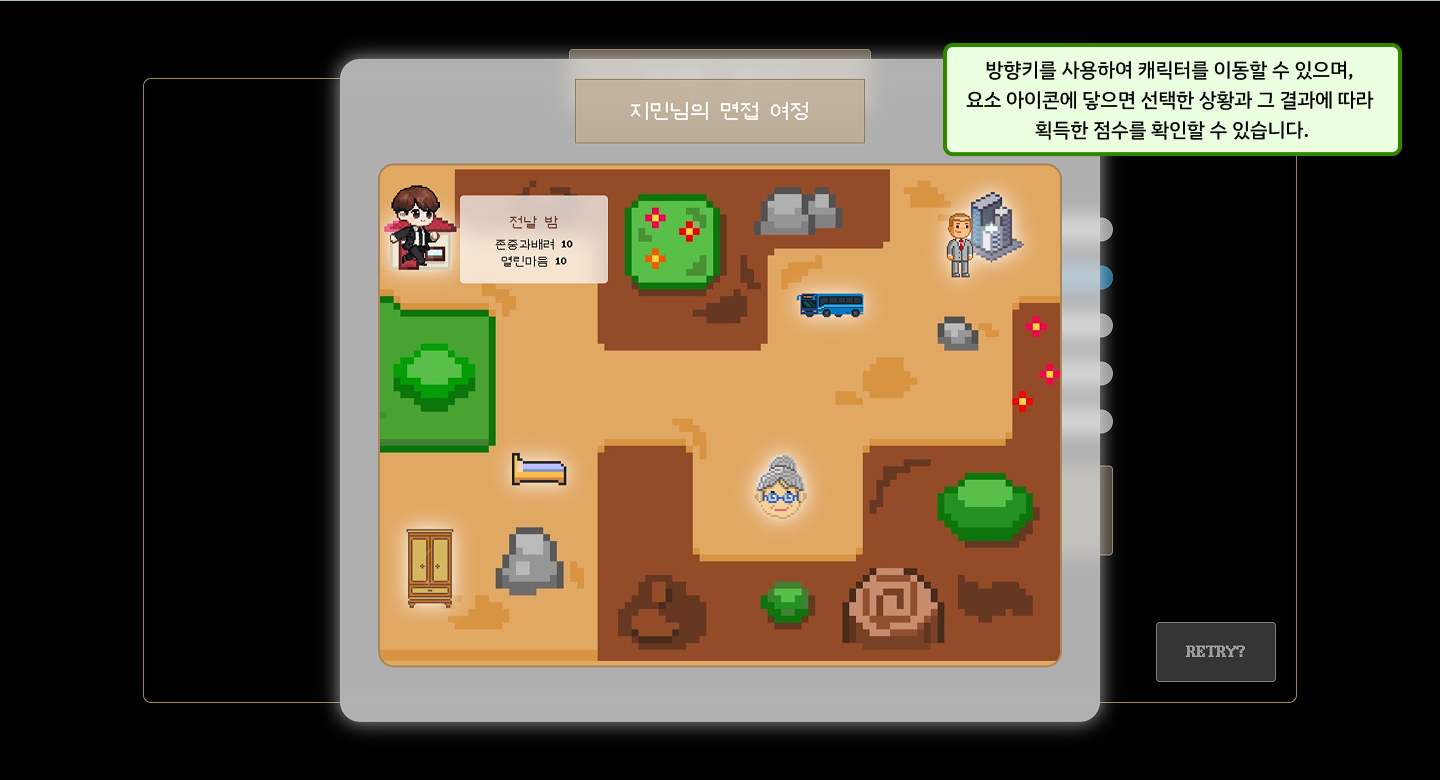 지민님의 면접 여정
방향키를 사용하여 캐릭터를 이동할 수 있으며,
요소 아이콘에 닿으면 선택한 상황과 그 결과에 따라
획득한 점수를 확인할 수 있습니다.
전날 밤
존중과배려 10
열린마음 10
RETRY?